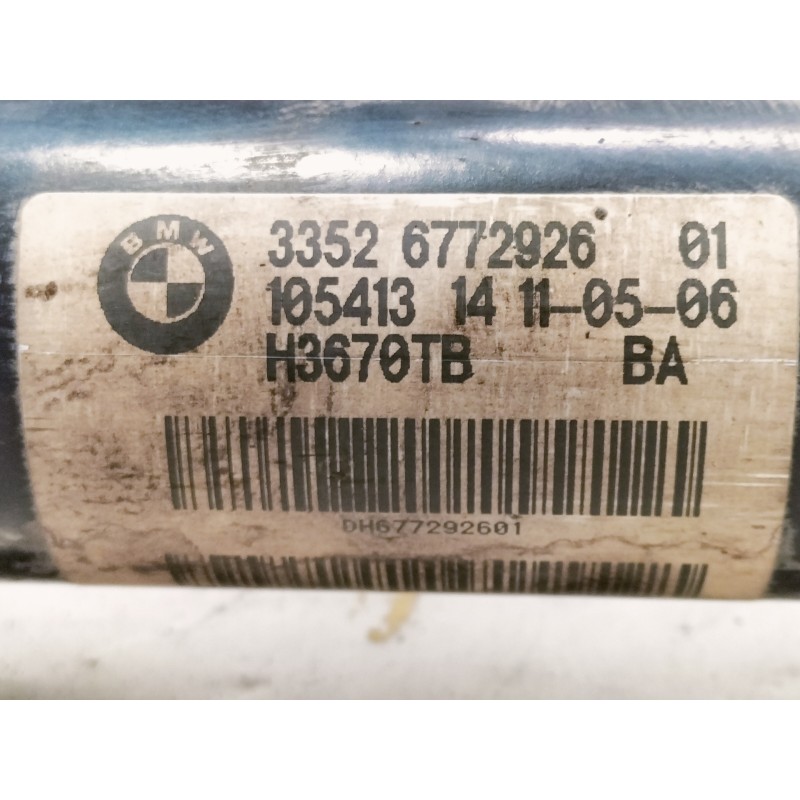 BMW
3352 6772926 01
105413 14 11-05-06
H3670TB BA
DH677292601